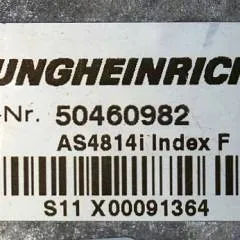 UNGHEINRICH
-Nr. 50460982
AS4814i Index F
S11 X00091364